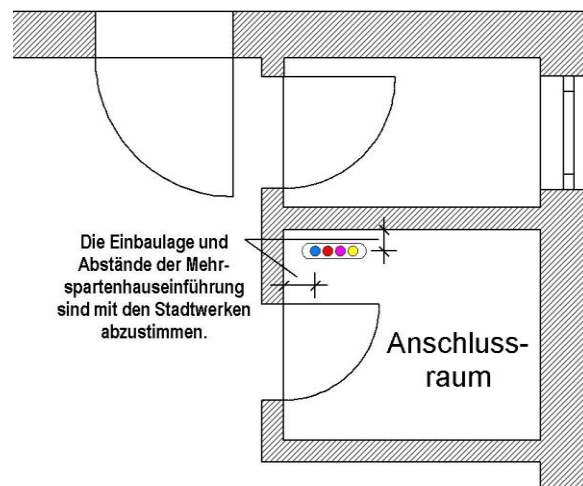 Die Einbaulage und
Abstände der Mehr-
spartenhauseinführung
sind mit den Stadtwerken
abzustimmen.
Anschluss-
raum